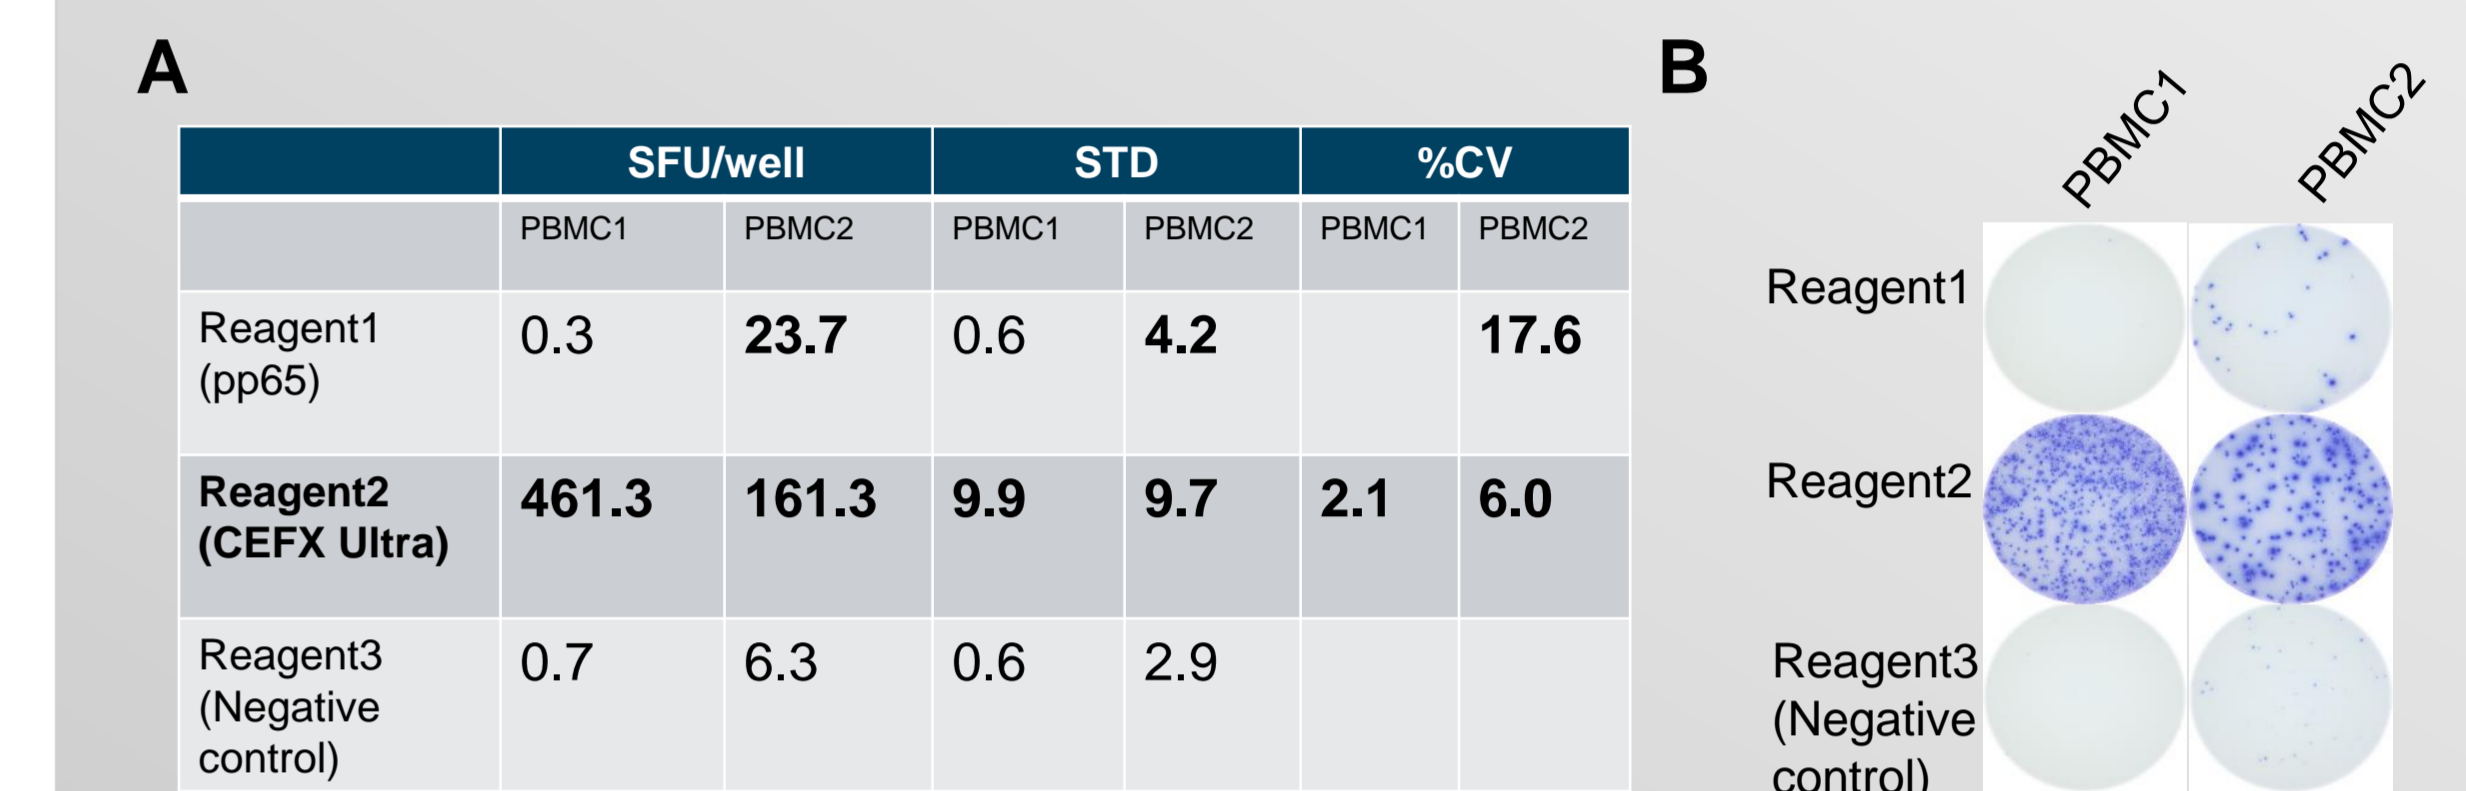 A
SFU/well STD %CV
PBMC1 PBMC2 PBMC1 PBMC2 PBMC1 PBMC2
Reagent1
(pp65)
0.3 23.7 0.6 4.2 17.6
Reagent2
(CEFX Ultra)
461.3 161.3 9.9 9.7 2.1 6.0
Reagent3
(Negative
control)
0.7 6.3 0.6 2.9
B
PBMC1 PBMC2
Reagent1
Reagent2
Reagent3
(Negative
control)